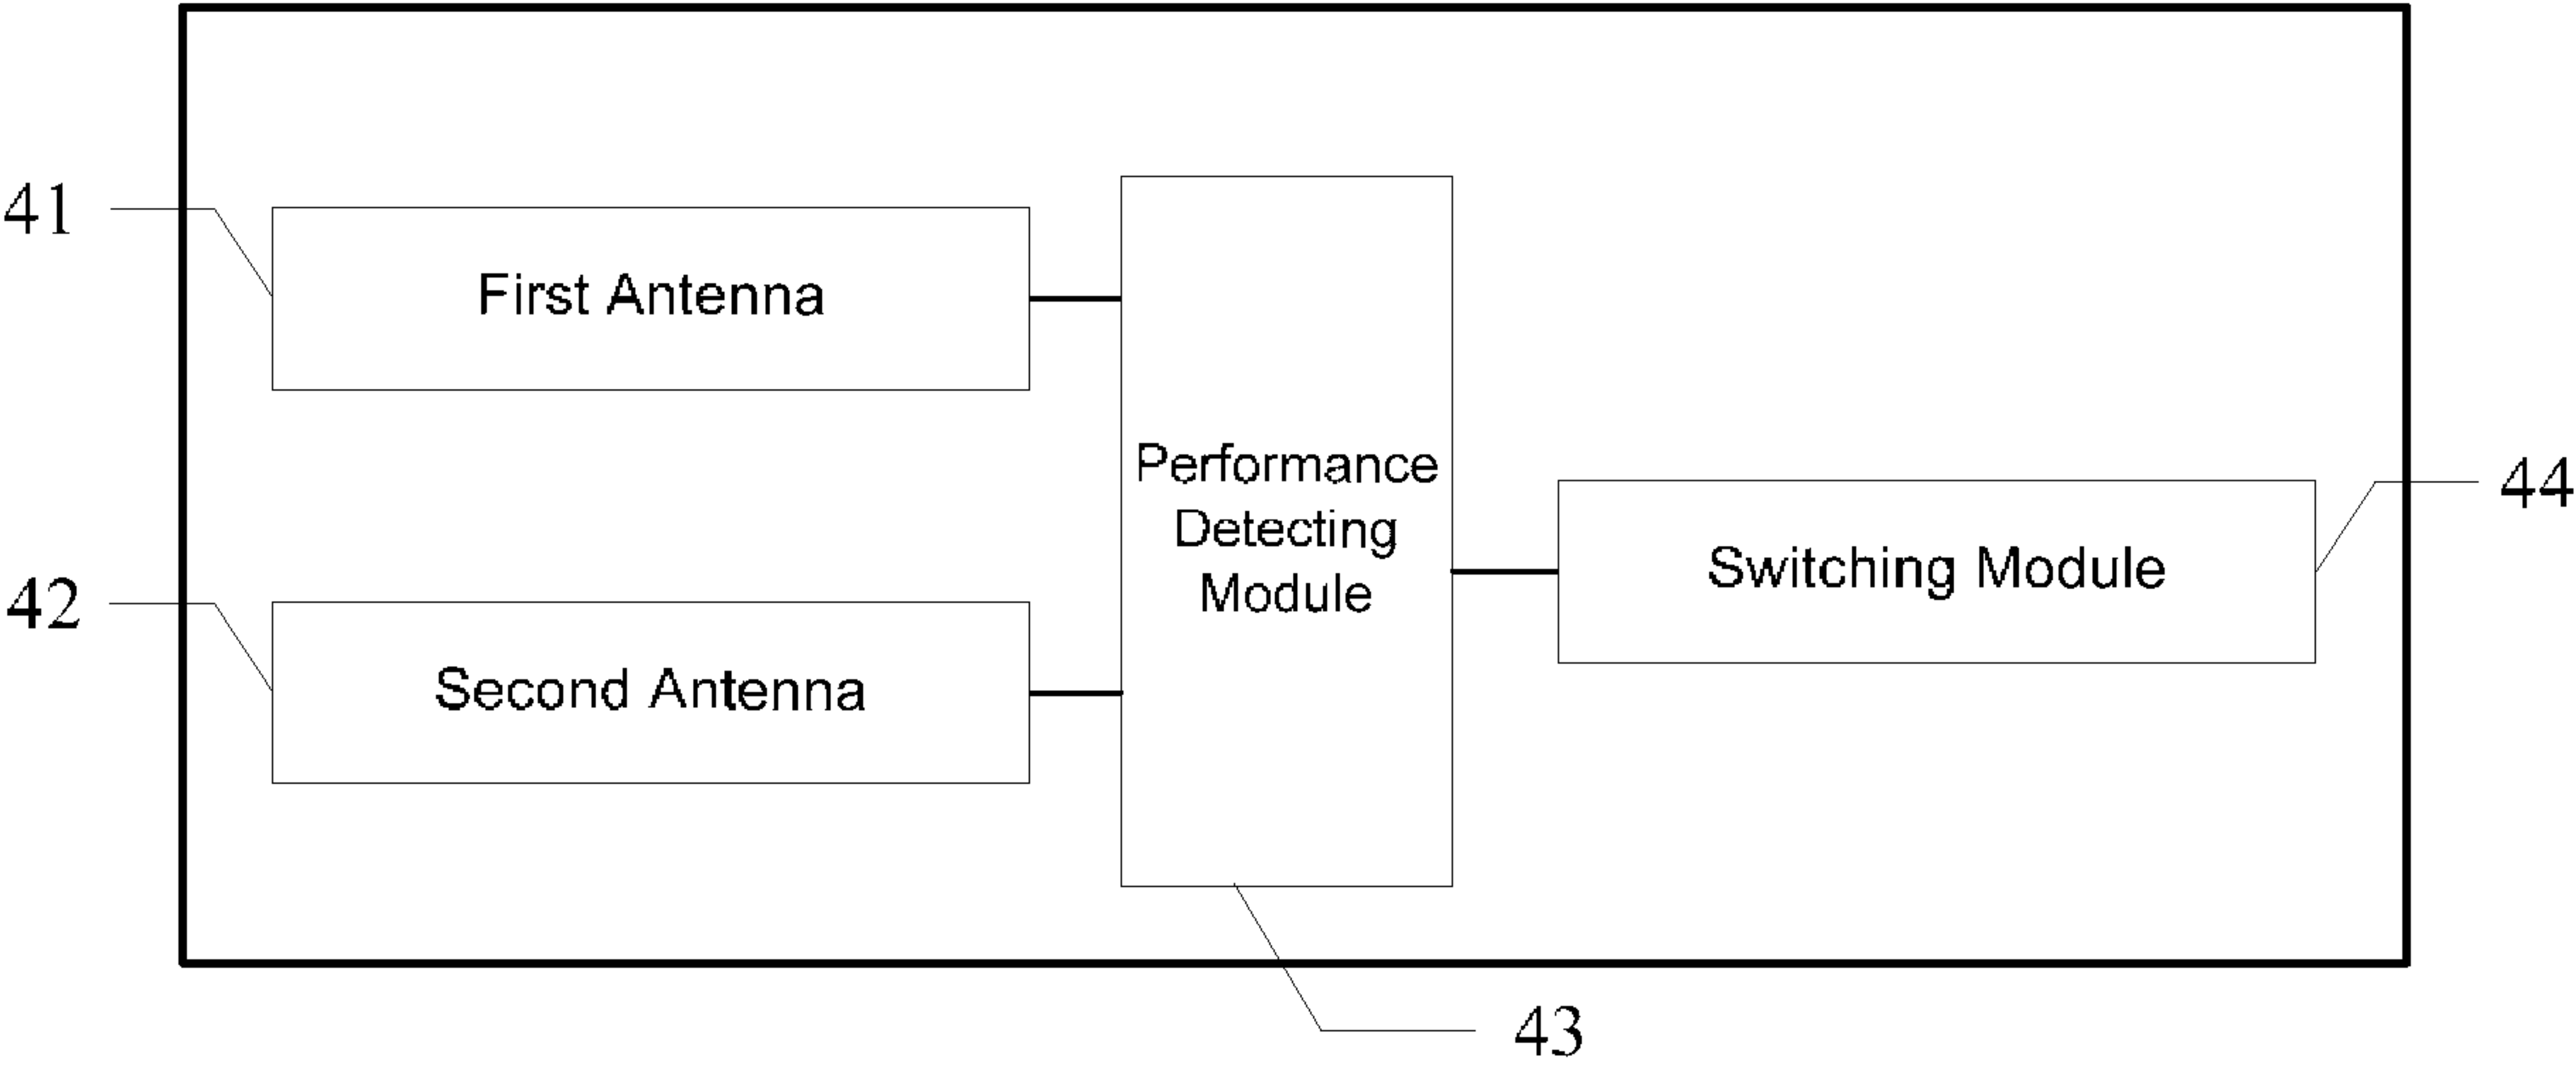 41
First Antenna
Performance
Detecting
Module
44
Switching Module
42
Second Antenna
43